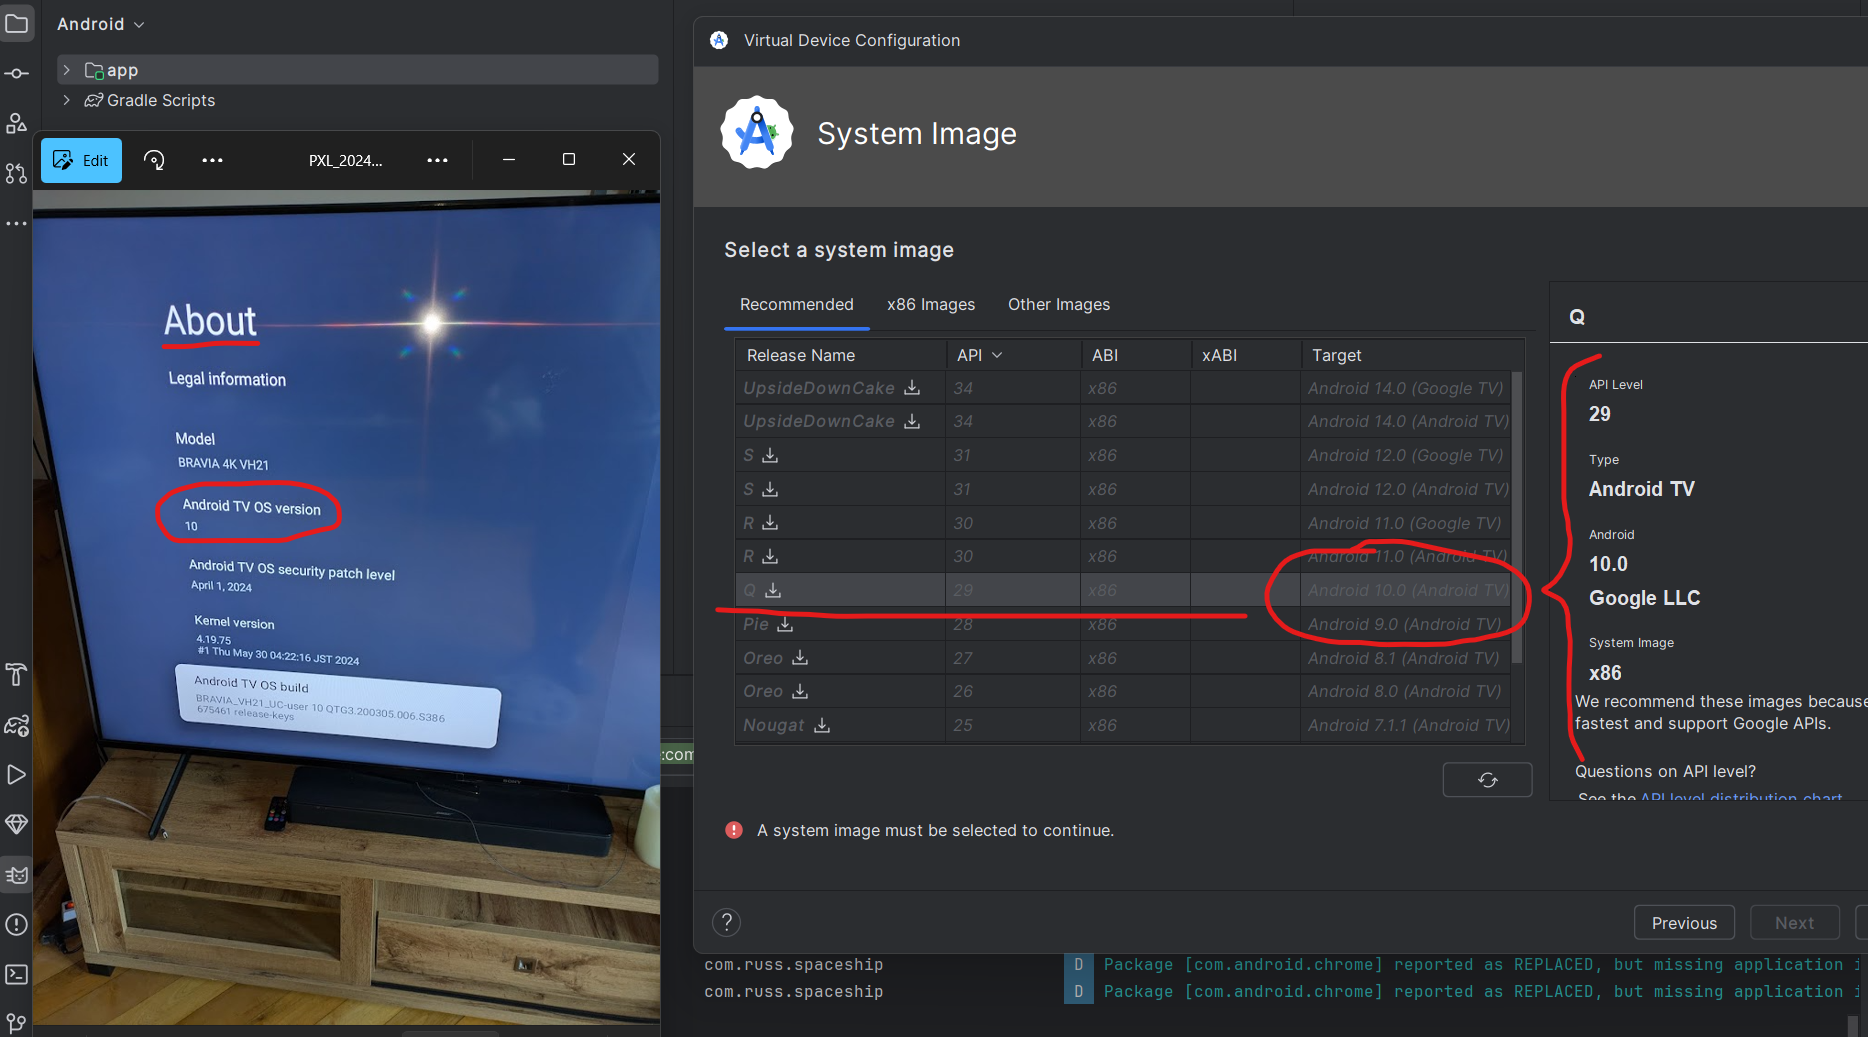 Android
app
Gradle Scripts
Edit
PXL_2024...
About
Legal information
Model
BRAVIA 4K VH21
Android TV OS version
10
Android TV OS security patch level
April 1, 2024
Kernel version
4.19.75
#1 Thu May 30 04:22:16 JST 2024
Android TV OS build
BRAVIA_VH21_UC-user 10 QTG3.200305.006.S386
675461 release-keys
SONY
:com
Virtual Device Configuration
System Image
Select a system image
Recommended x86 Images Other Images
Release Name API ABI xABI Target
UpsideDownCake 34 x86 Android 14.0 (Google TV)
UpsideDownCake 34 x86 Android 14.0 (Android TV)
S 31 x86 Android 12.0 (Google TV)
S 31 x86 Android 12.0 (Android TV)
R 30 x86 Android 11.0 (Google TV)
R 30 x86 Android 11.0 (Android TV)
Q 29 x86 Android 10.0 (Android TV)
Pie 28 x86 Android 9.0 (Android TV)
Oreo 27 x86 Android 8.1 (Android TV)
Oreo 26 x86 Android 8.0 (Android TV)
Nougat 25 x86 Android 7.1.1 (Android TV)
Q
API Level
29
Type
Android TV
Android
10.0
Google LLC
System Image
x86
We recommend these images because
fastest and support Google APIs.
Questions on API level?
See the API level distribution chart
A system image must be selected to continue.
?
Previous Next
com.russ.spaceship D Package [com.android.chrome] reported as REPLACED, but missing application i
com.russ.spaceship D Package [com.android.chrome] reported as REPLACED, but missing application i